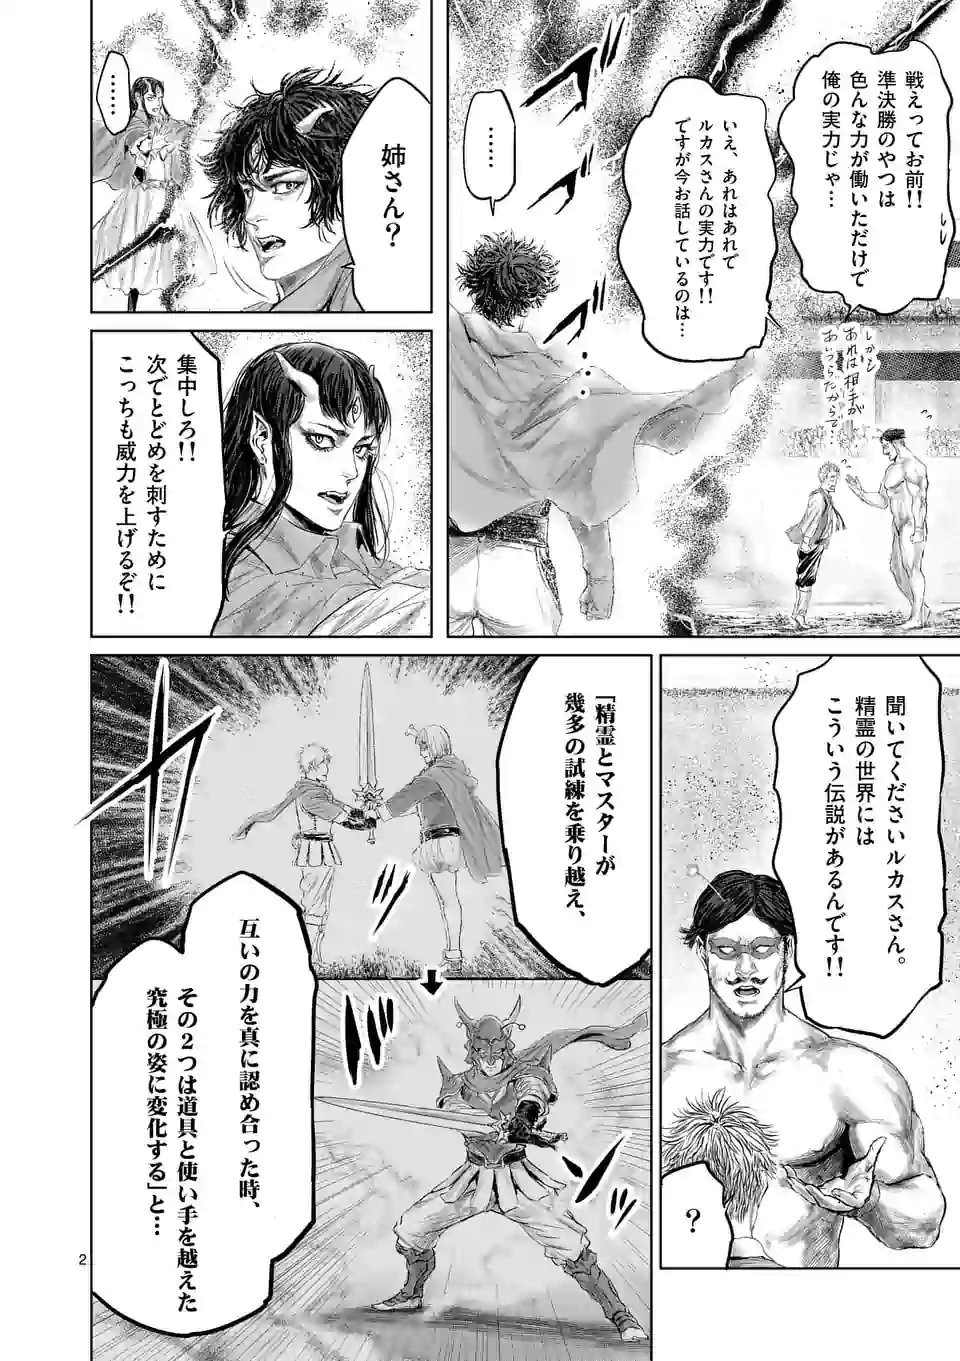 戦えってお前!!
準決勝のやつは
色んな力が働いただけで
俺の実力じゃ…
しかも
あれは相手が
あいつらだからで…
いえ、あれはあれで
ルカスさんの実力です!!
ですが今お話しているのは…
………
姉さん?
………
集中しろ!!
次でとどめを刺すために
こっちも威力を上げるぞ!!
聞いてくださいルカスさん。
精霊の世界には
こういう伝説があるんです!!
?
「精霊とマスターが
幾多の試練を乗り越え、
互いの力を真に認め合った時、
その2つは道具と使い手を越えた
究極の姿に変化する」と…
2